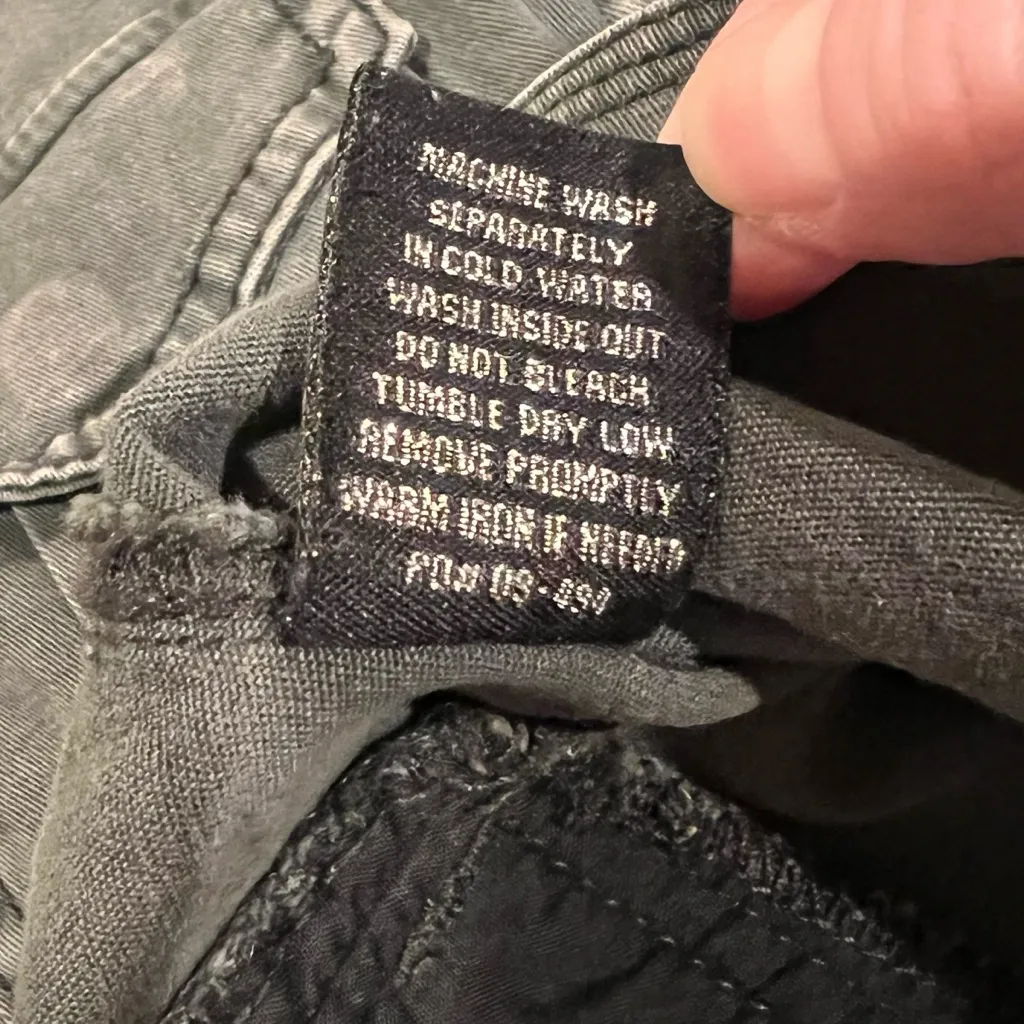 MACHINE WASH
SEPARATELY
IN COLD WATER
WASH INSIDE OUT
DO NOT BLEACH
TUMBLE DRY LOW
REMOVE PROMPTLY
WARM IRON IF NEEDED